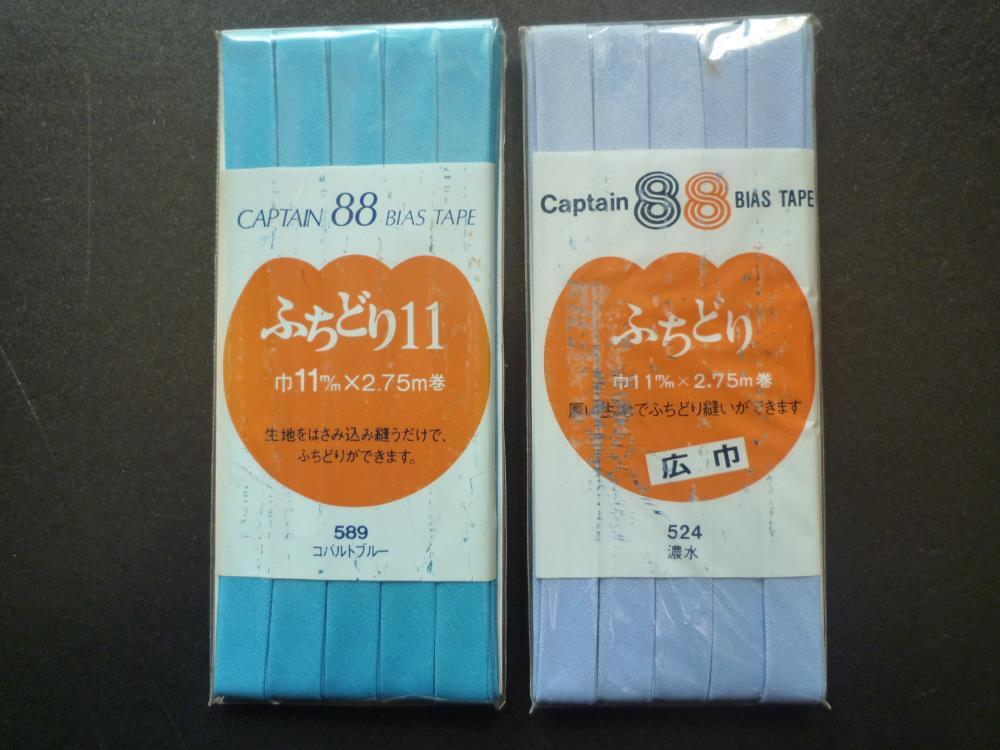 CAPTAIN 88 BIAS TAPE
ふちどり11
巾11m/m×2.75m巻
生地をはさみ込み縫うだけで、
ふちどりができます。
589
コバルトブルー
Captain 88 BIAS TAPE
ふちどり
巾11m/m×2.75m巻
厚い生地でふちどり縫いができます
広巾
524
濃水